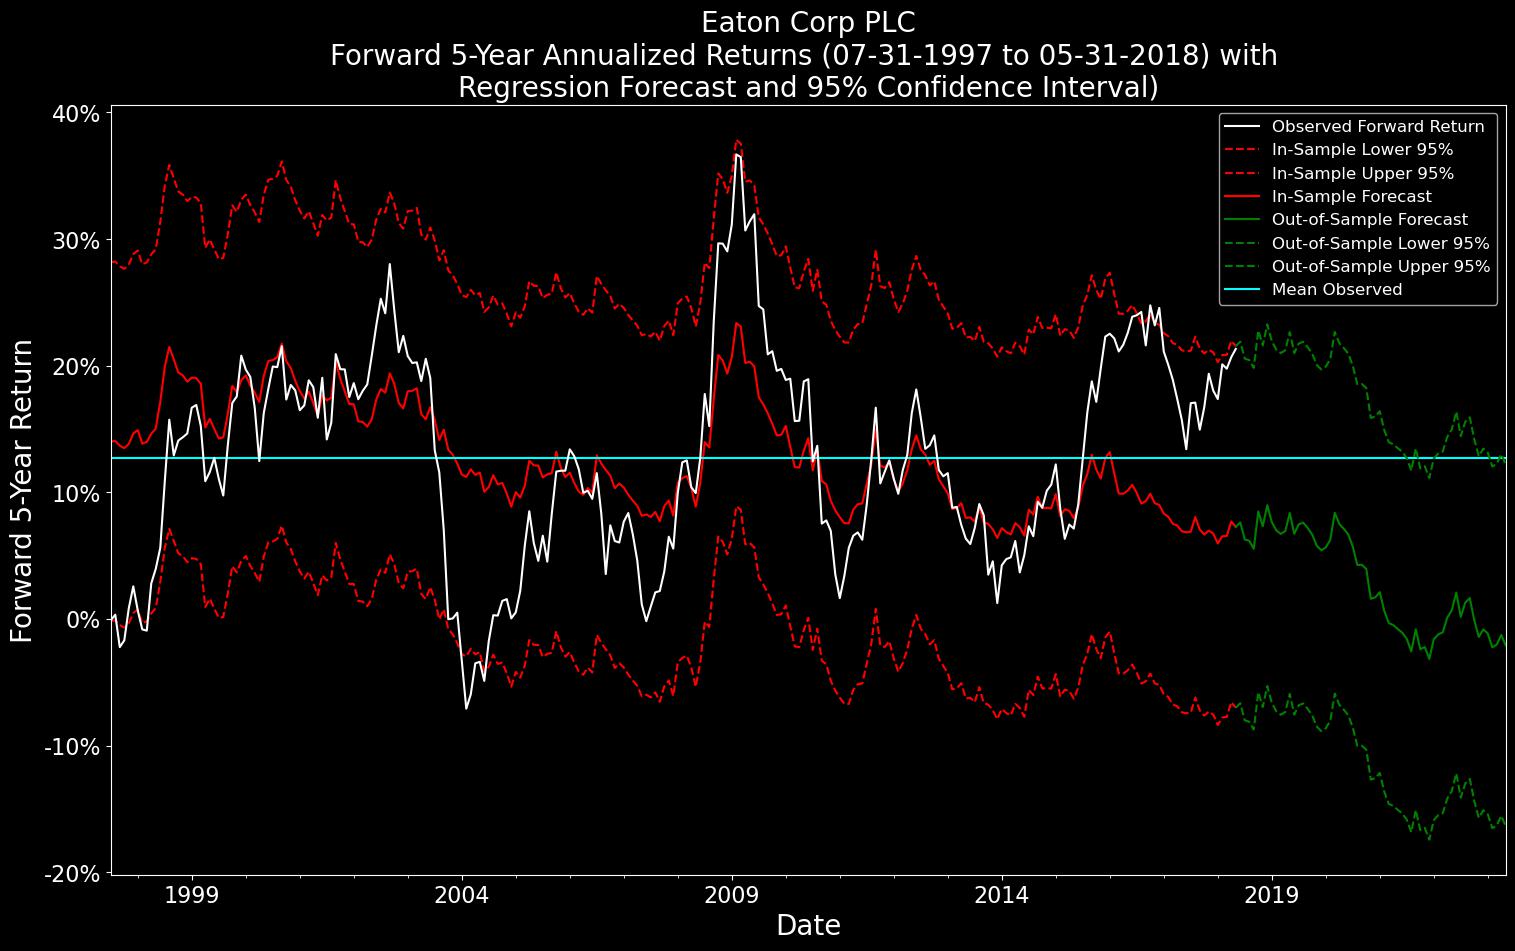 Eaton Corp PLC
Forward 5-Year Annualized Returns (07-31-1997 to 05-31-2018) with
Regression Forecast and 95% Confidence Interval)
Forward 5-Year Return
40%
30%
20%
10%
0%
-10%
-20%
Observed Forward Return
In-Sample Lower 95%
In-Sample Upper 95%
In-Sample Forecast
Out-of-Sample Forecast
Out-of-Sample Lower 95%
Out-of-Sample Upper 95%
Mean Observed
1999 2004 2009 2014 2019
Date